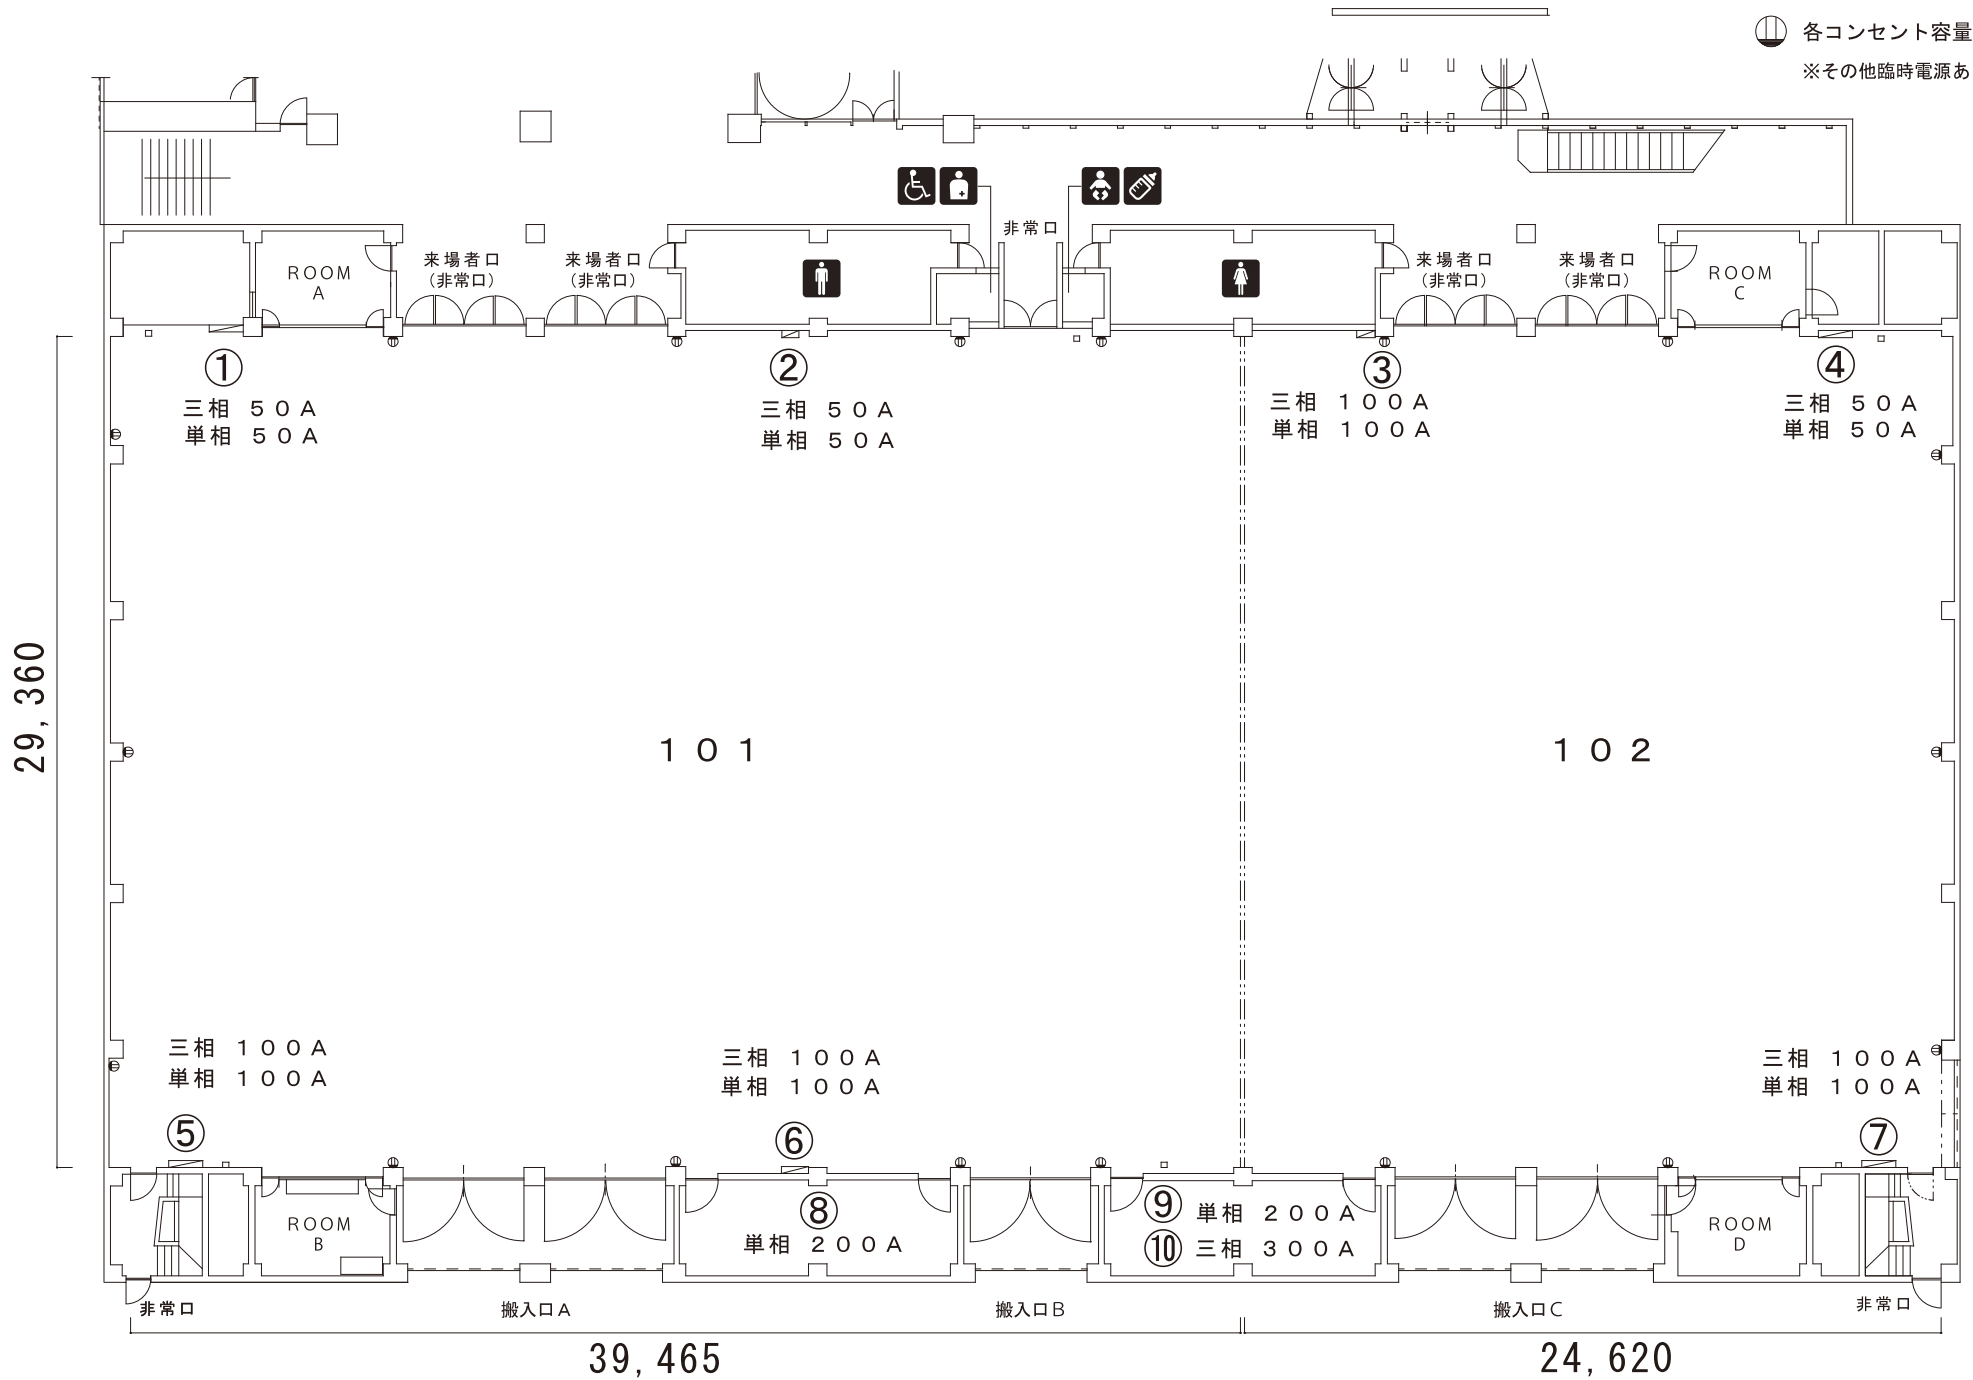 各コンセント容量
※その他臨時電源あ
非常口
ROOM
A
来場者口
(非常口)
来場者口
(非常口)
来場者口
(非常口)
来場者口
(非常口)
ROOM
C
①
三相 50A
単相 50A
②
三相 50A
単相 50A
③
三相 100A
単相 100A
④
三相 50A
単相 50A
29,360
101
102
三相 100A
単相 100A
⑤
三相 100A
単相 100A
⑥
三相 100A
単相 100A
⑦
ROOM
B
⑧
単相 200A
⑨ 単相 200A
⑩ 三相 300A
ROOM
D
非常口
搬入口A
搬入口B
搬入口C
非常口
39,465
24,620